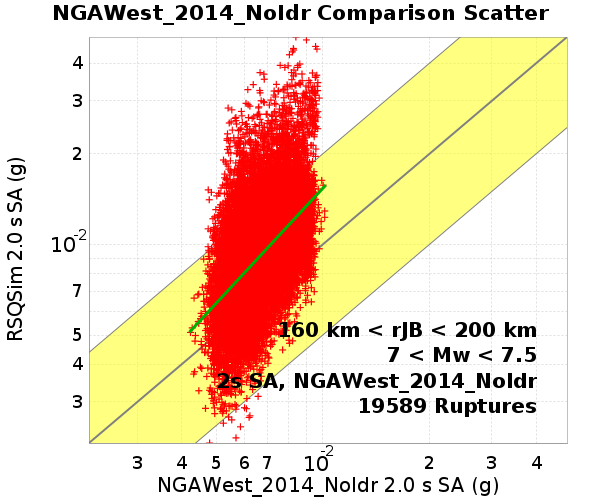 NGAWest_2014_NoIdr Comparison Scatter
RSQSim 2.0 s SA (g)
4
3
2
10-2
7
5
4
3
160 km < rJB < 200 km
7 < Mw < 7.5
2s SA, NGAWest_2014_NoIdr
19589 Ruptures
3 4 5 6 7 10-2 2 3 4
NGAWest_2014_NoIdr 2.0 s SA (g)